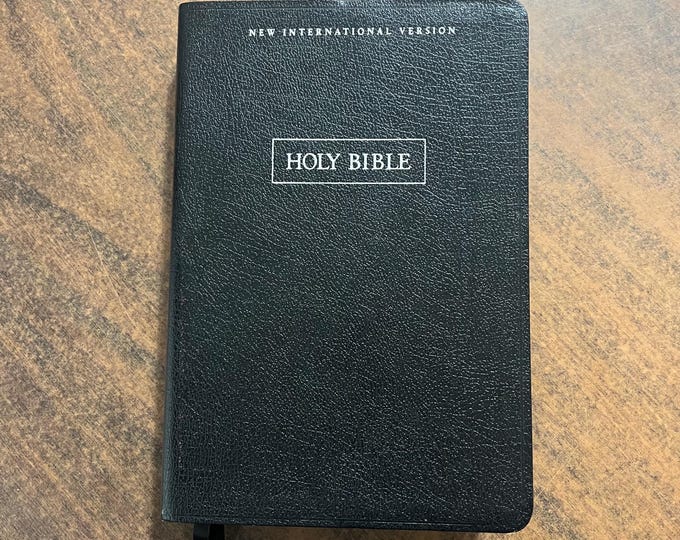 NEW INTERNATIONAL VERSION
HOLY BIBLE